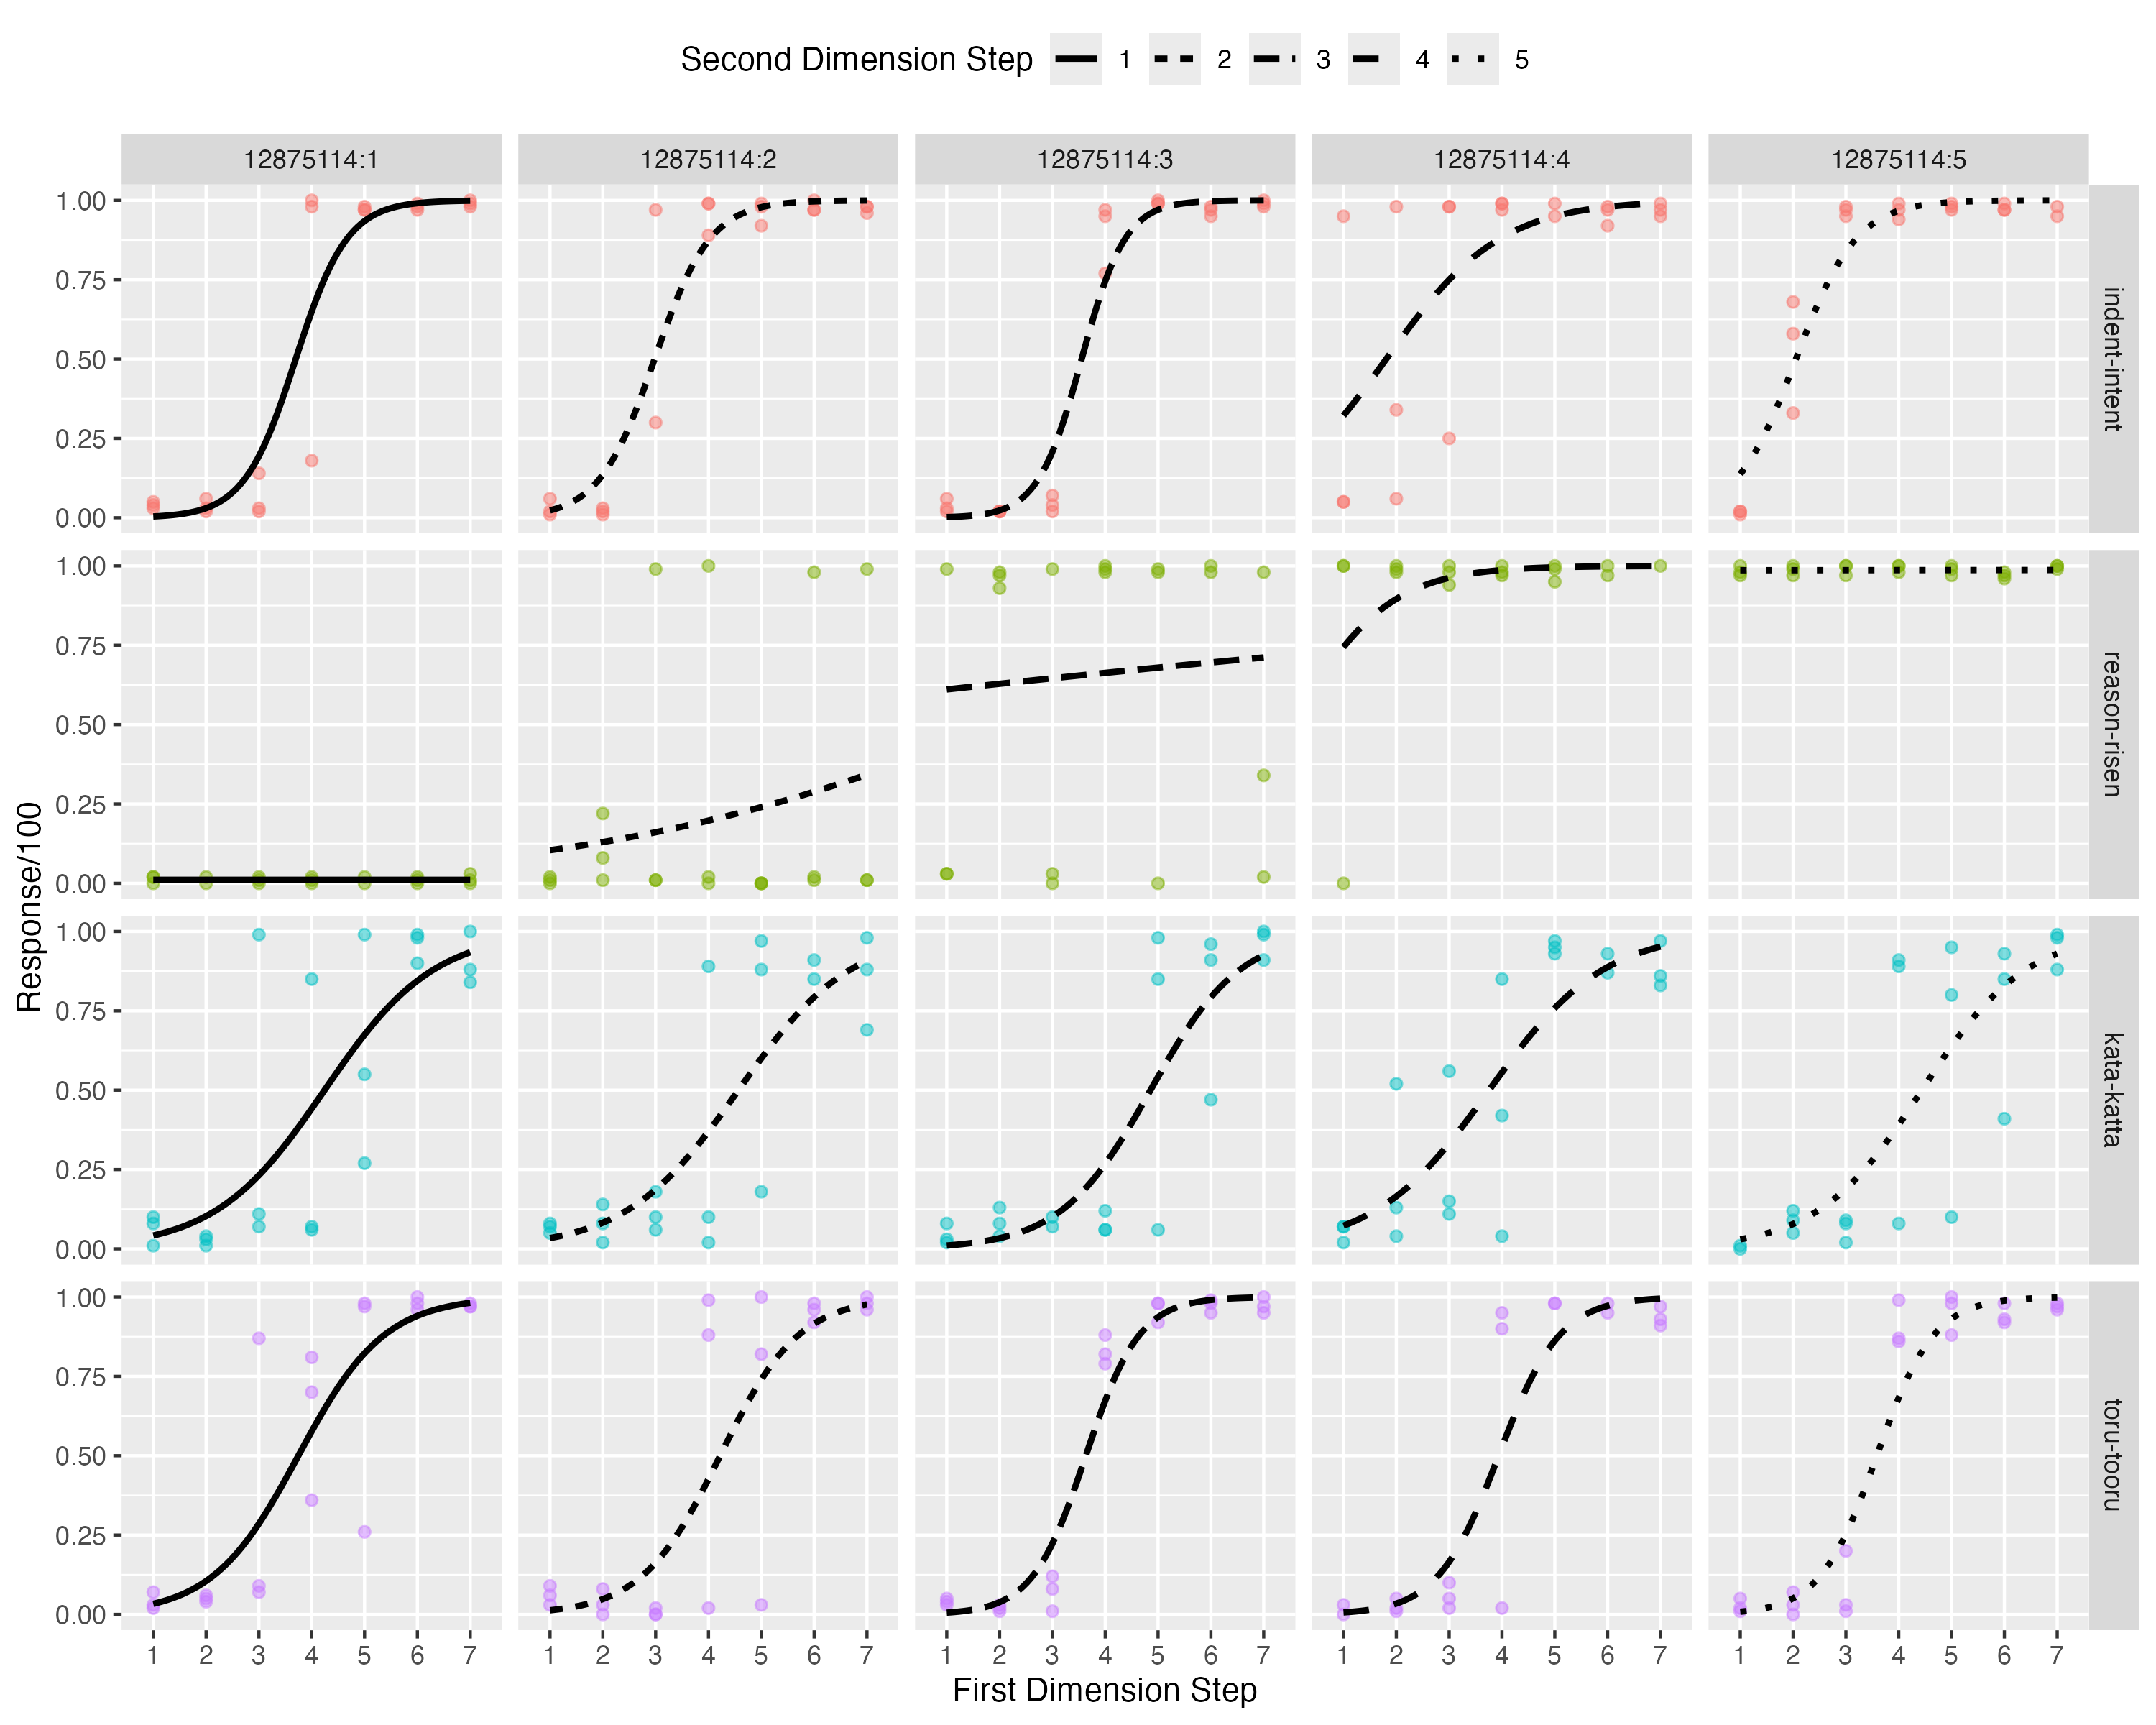 Second Dimension Step 1 2 3 4 5
12875114:1 12875114:2 12875114:3 12875114:4 12875114:5
1.00
0.75
0.50
0.25
0.00
indent-intent
1.00
0.75
0.50
0.25
0.00
reason-risen
Response/100
1.00
0.75
0.50
0.25
0.00
kata-katta
1.00
0.75
0.50
0.25
0.00
toru-tooru
1 2 3 4 5 6 7 1 2 3 4 5 6 7 1 2 3 4 5 6 7 1 2 3 4 5 6 7 1 2 3 4 5 6 7
First Dimension Step